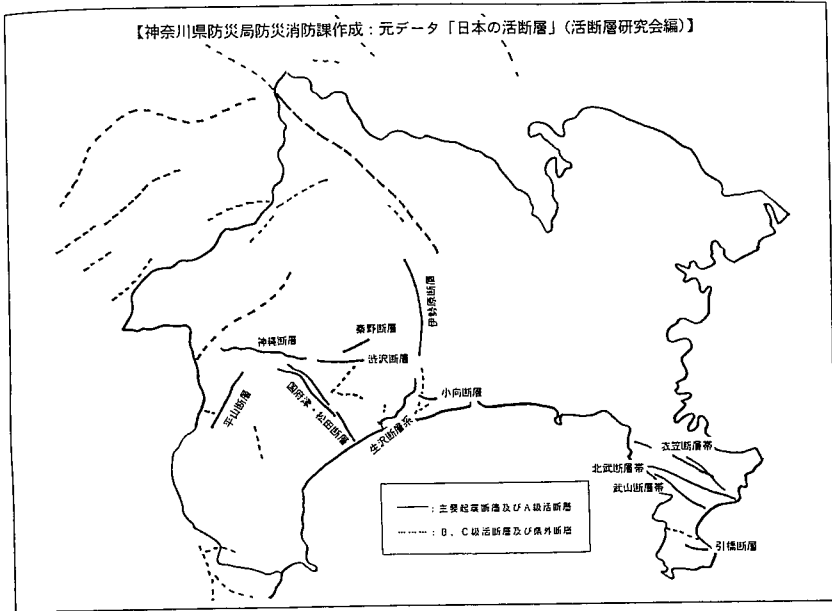 【神奈川県防災局防災消防課作成：元データ「日本の活断層」（活断層研究会編）】
伊勢原断層
秦野断層
神縄断層
渋沢断層
平山断層
国府津・松田断層
小向断層
生沢断層系
衣笠断層帯
北武断層帯
武山断層帯
引橋断層
：主要起震断層及びA級活断層
：B、C級活断層及び県外断層